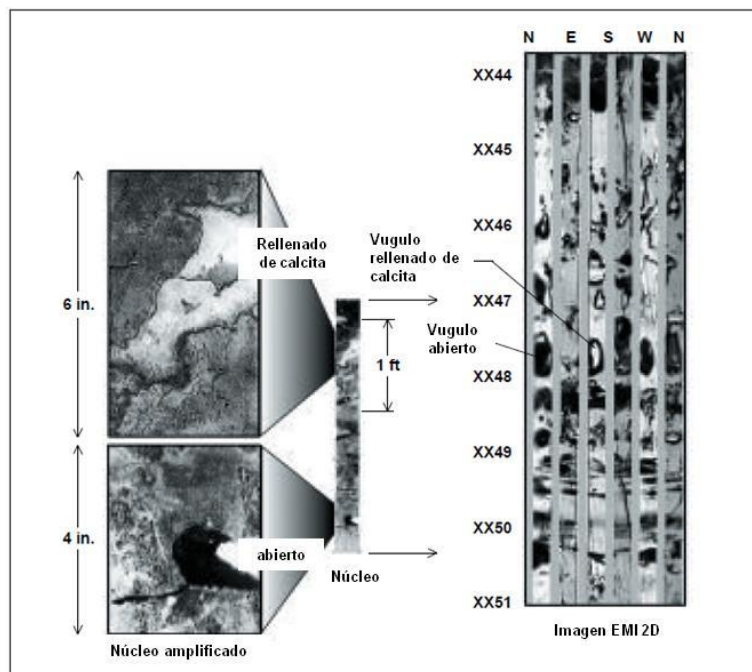 N E S W N
XX44
XX45
XX46
XX47
XX48
XX49
XX50
XX51
Rellenado
de calcita
Vugulo
rellenado de
calcita
Vugulo
abierto
6 in.
1 ft
4 in.
abierto
Núcleo
Núcleo amplificado
Imagen EMI 2D